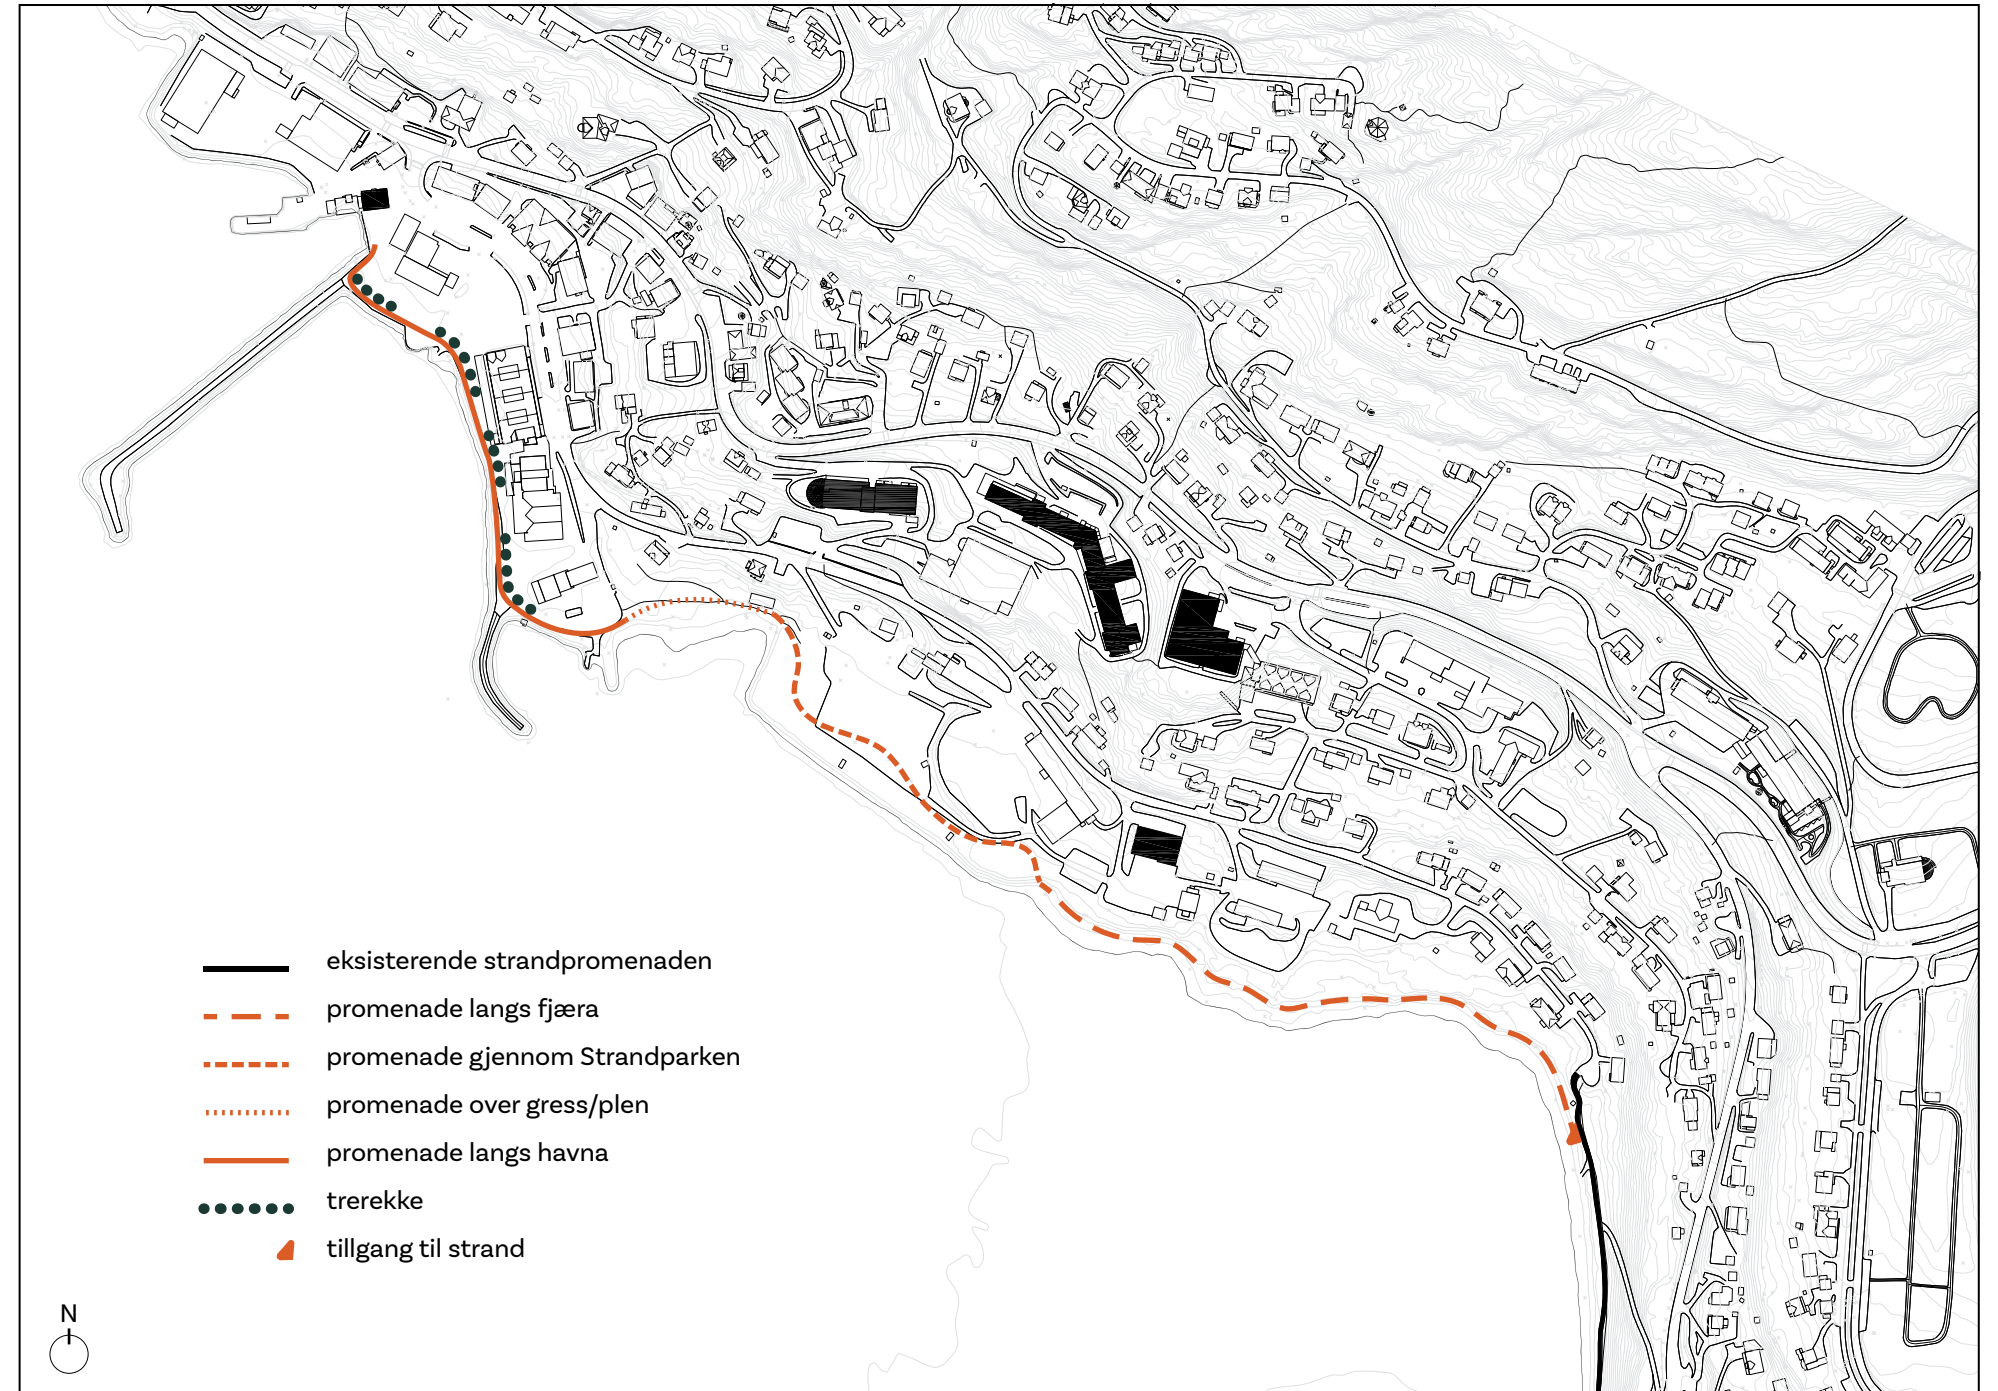 eksisterende strandpromenaden
promenade langs fjæra
promenade gjennom Strandparken
promenade over gress/plen
promenade langs havna
trerekke
tillgang til strand
N